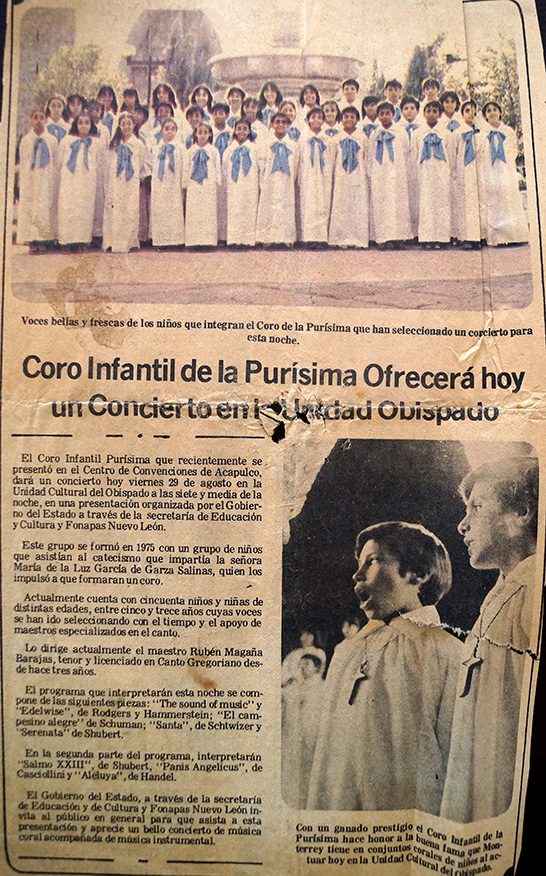 Voces bellas y frescas de los niños que integran el Coro de la Purísima que han seleccionado un corcierto para
esta noche.
Coro Infantil de la Purísima Ofrecerá hoy
un Concierto en la Unidad Obispado
El Coro Infantil Purísima que recientemente se
presentó en el Centro de Convenciones de Acapulco,
dará un concierto hoy viernes 29 de agosto en la
Unidad Cultural del Obispado a las siete y media de la
noche, en una presentación organizada por el Gobier-
no del Estado a través de la secretaría de Educación
y Cultura y Fonapas Nuevo León.
Este grupo se formó en 1975 con un grupo de niños
que asistían al catecismo que impartía la señora
María de la Luz García de Garza Salinas, quien los
impulsó a que formaran un coro.
Actualmente cuenta con cincuenta niños y niñas de
distintas edades, entre cinco y trece años cuyas voces
se han ido seleccionando con el tiempo y el apoyo de
maestros especializados en el canto.
Lo dirige actualmente el maestro Rubén Magaña
Barajas, tenor y licenciado en Canto Gregoriano des-
de hace tres años.
El programa que interpretarán esta noche se com-
pone de las siguientes piezas: "The sound of music" y
"Edelwise", de Rodgers y Hammerstein; "El cam-
pesino alegre" de Schuman; "Santa", de Schtwizer y
"Serenata" de Shubert.
En la segunda parte del programa, interpretarán
"Salmo XXIII", de Shubert, "Panis Angelicus", de
Casciollini y "Aleluya", de Handel.
El Gobierno del Estado, a través de la secretaría
de Educación y de Cultura y Fonapas Nuevo León in-
vita al público en general para que asista a esta
presentación y aprecie un bello concierto de música
coral acompañada de música instrumental.
Con un ganado prestigio el Coro Infantil de la
Purísima hace honor a la buena fama que Mon-
terrey tiene en conjuntos corales de niños al ac-
tuar hoy en la Unidad Cultural del Obispado.